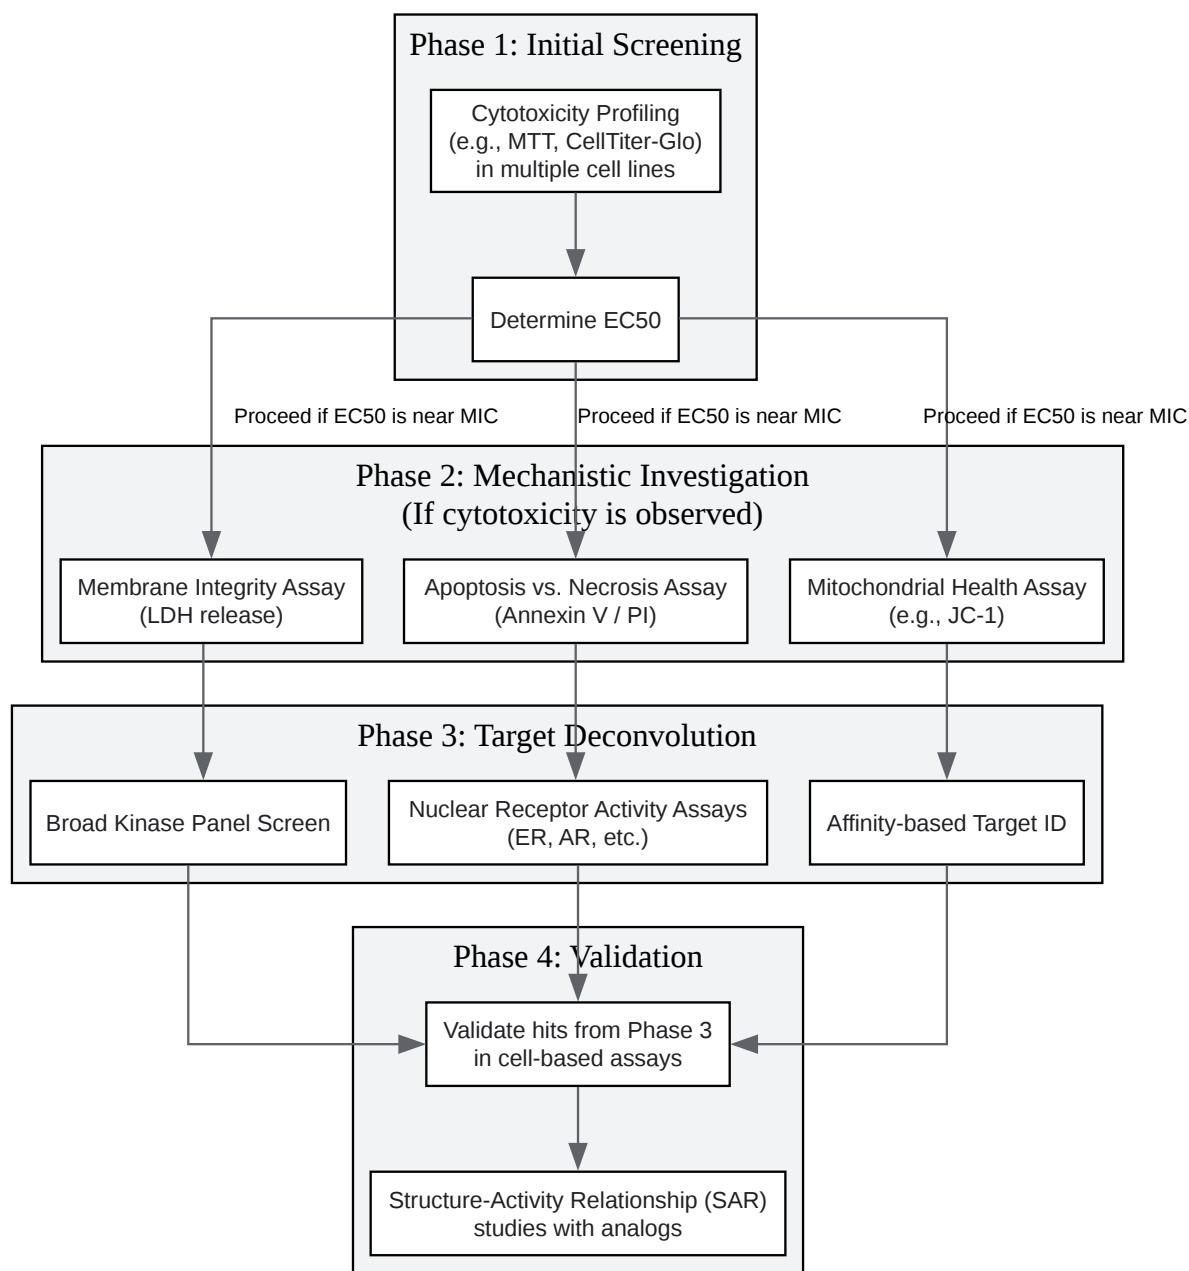 Phase 1: Initial Screening
Cytotoxicity Profiling
(e.g., MTT, CellTiter-Glo)
in multiple cell lines
Determine EC50
Proceed if EC50 is near MIC
Proceed if EC50 is near MIC
Proceed if EC50 is near MIC
Phase 2: Mechanistic Investigation
(If cytotoxicity is observed)
Membrane Integrity Assay
(LDH release)
Apoptosis vs. Necrosis Assay
(Annexin V / PI)
Mitochondrial Health Assay
(e.g., JC-1)
Phase 3: Target Deconvolution
Broad Kinase Panel Screen
Nuclear Receptor Activity Assays
(ER, AR, etc.)
Affinity-based Target ID
Phase 4: Validation
Validate hits from Phase 3
in cell-based assays
Structure-Activity Relationship (SAR)
studies with analogs